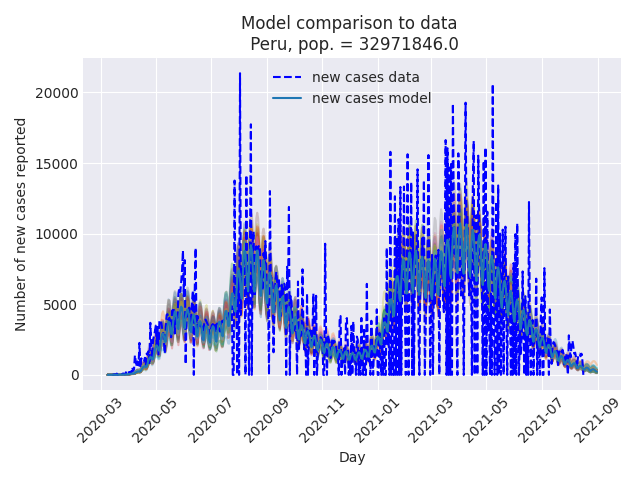 Model comparison to data
Peru, pop. = 32971846.0
new cases data
new cases model
Number of new cases reported
20000
15000
10000
5000
0
2020-03
2020-05
2020-07
2020-09
2020-11
2021-01
2021-03
2021-05
2021-07
2021-09
Day